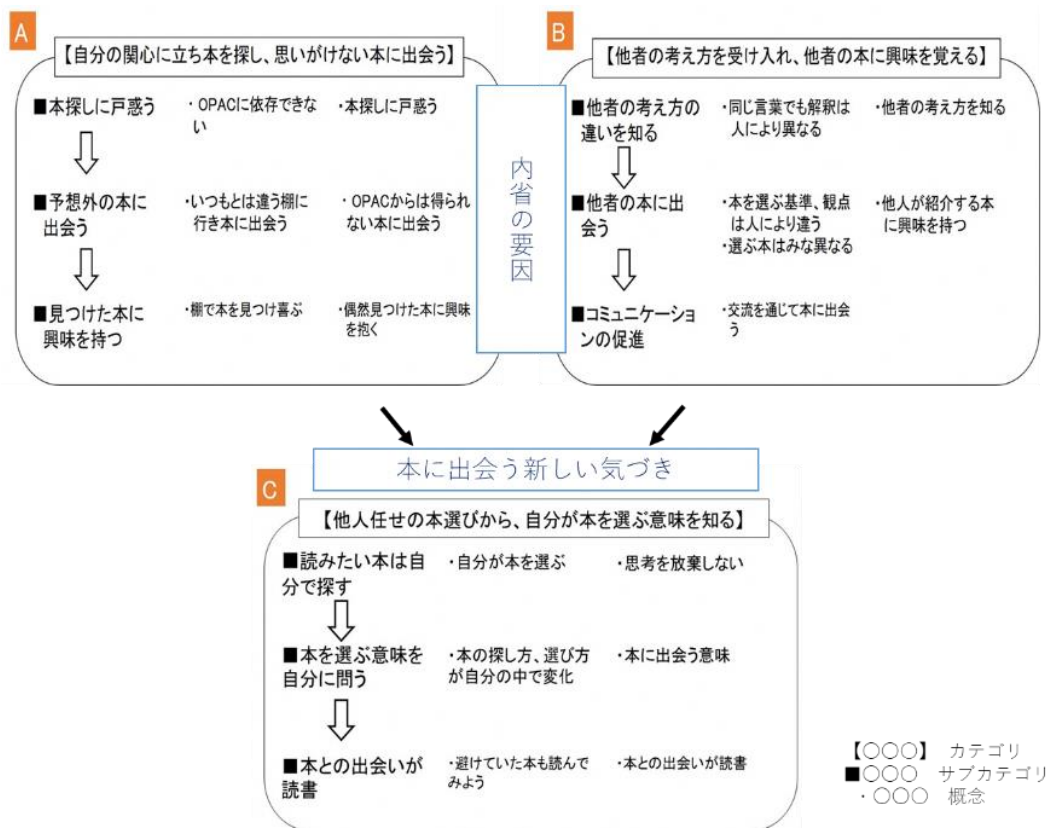 A
【自分の関心に立ち本を探し、思いがけない本に出会う】
■本探しに戸惑う
・OPACに依存できな
い
・本探しに戸惑う
■予想外の本に
出会う
・いつもとは違う棚に
行き本に出会う
・OPACからは得られ
ない本に出会う
■見つけた本に
興味を持つ
・棚で本を見つけ喜ぶ
・偶然見つけた本に興味
を抱く
内省の要因
B
【他者の考え方を受け入れ、他者の本に興味を覚える】
■他者の考え方の
違いを知る
・同じ言葉でも解釈は
人により異なる
・他者の考え方を知る
■他者の本に出
会う
・本を選ぶ基準、観点
は人により違う
・選ぶ本はみな異なる
・他人が紹介する本
に興味を持つ
■コミュニケーショ
ンの促進
・交流を通じて本に出会
う
本に出会う新しい気づき
C
【他人任せの本選びから、自分が本を選ぶ意味を知る】
■読みたい本は自
分で探す
・自分が本を選ぶ
・思考を放棄しない
■本を選ぶ意味を
自分に問う
・本の探し方、選び方
が自分の中で変化
・本に出会う意味
■本との出会いが
読書
・避けていた本も読んで
みよう
・本との出会いが読書
【○○○】 カテゴリ
■○○○ サブカテゴリ
・○○○ 概念